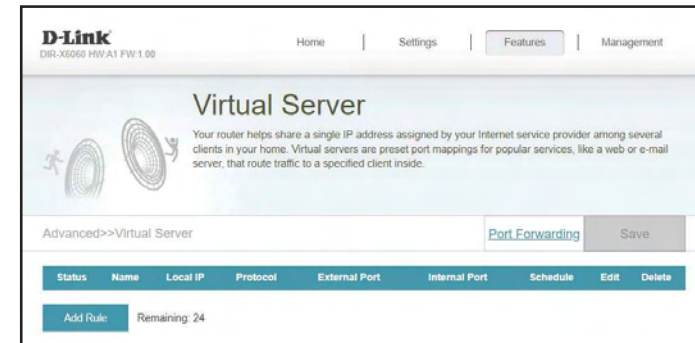 D-Link
DIR-X6060 HW:A1 FW:1.00
Home | Settings | Features | Management
Virtual Server
Your router helps share a single IP address assigned by your Internet service provider among several
clients in your home. Virtual servers are preset port mappings for popular services, like a web or e-mail
server, that route traffic to a specified client inside.
Advanced>>Virtual Server Port Forwarding Save
Status Name Local IP Protocol External Port Internal Port Schedule Edit Delete
Add Rule Remaining: 24